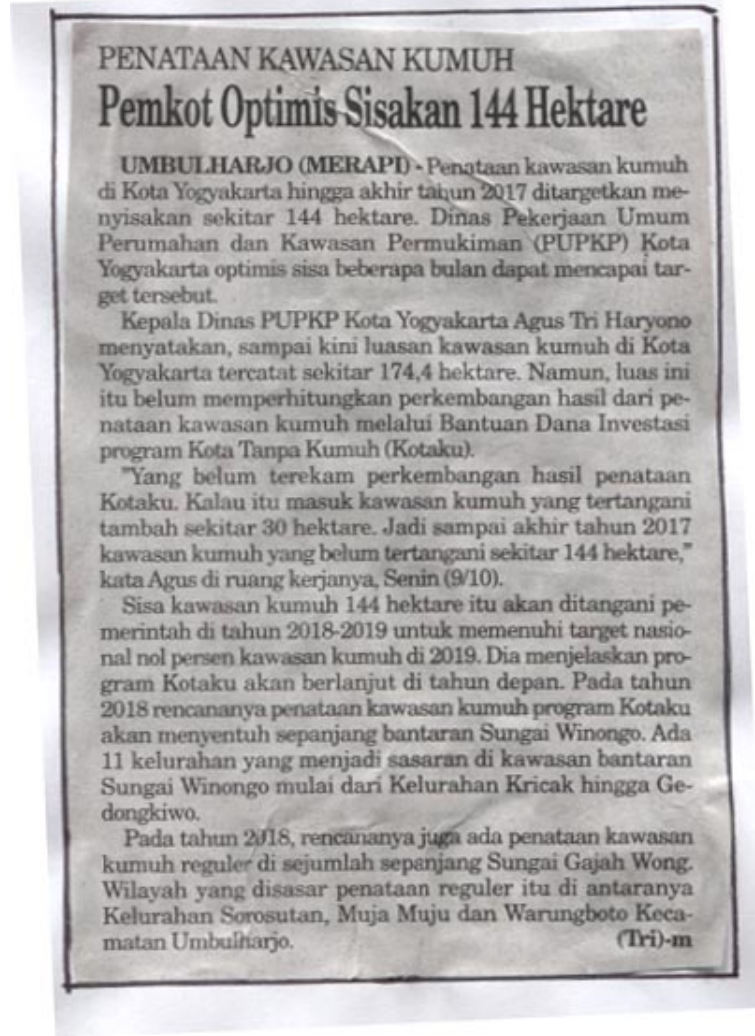 PENATAAN KAWASAN KUMUH
Pemkot Optimis Sisakan 144 Hektare
UMBULHARJO (MERAPI) - Penataan kawasan kumuh
di Kota Yogyakarta hingga akhir tahun 2017 ditargetkan me-
nyisakan sekitar 144 hektare. Dinas Pekerjaan Umum
Perumahan dan Kawasan Permukiman (PUPKP) Kota
Yogyakarta optimis sisa beberapa bulan dapat mencapai tar-
get tersebut.
Kepala Dinas PUPKP Kota Yogyakarta Agus Tri Haryono
menyatakan, sampai kini luasan kawasan kumuh di Kota
Yogyakarta tercatat sekitar 174,4 hektare. Namun, luas ini
itu belum memperhitungkan perkembangan hasil dari pe-
nataan kawasan kumuh melalui Bantuan Dana Investasi
program Kota Tanpa Kumuh (Kotaku).
"Yang belum terekam perkembangan hasil penataan
Kotaku. Kalau itu masuk kawasan kumuh yang tertangani
tambah sekitar 30 hektare. Jadi sampai akhir tahun 2017
kawasan kumuh yang belum tertangani sekitar 144 hektare,"
kata Agus di ruang kerjanya, Senin (9/10).
Sisa kawasan kumuh 144 hektare itu akan ditangani pe-
merintah di tahun 2018-2019 untuk memenuhi target nasio-
nal nol persen kawasan kumuh di 2019. Dia menjelaskan pro-
gram Kotaku akan berlanjut di tahun depan. Pada tahun
2018 rencananya penataan kawasan kumuh program Kotaku
akan menyentuh sepanjang bantaran Sungai Winongo. Ada
11 kelurahan yang menjadi sasaran di kawasan bantaran
Sungai Winongo mulai dari Kelurahan Kricak hingga Ge-
dongkiwo.
Pada tahun 2018, rencananya juga ada penataan kawasan
kumuh reguler di sejumlah sepanjang Sungai Gajah Wong.
Wilayah yang disasar penataan reguler itu di antaranya
Kelurahan Sorosutan, Muja Muju dan Warungboto Keca-
matan Umbulharjo. (Tri)-m